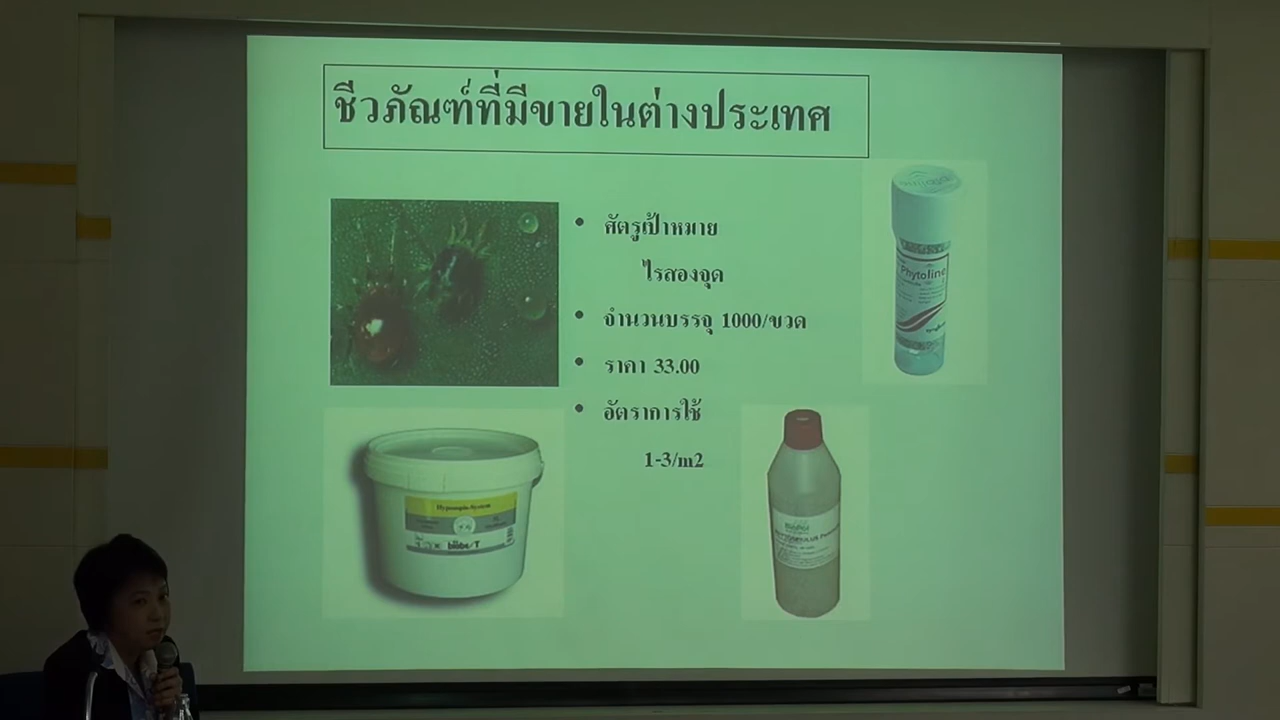 ชีวภัณฑ์ที่มีขายในต่างประเทศ
• ศัตรูเป้าหมาย
ไรสองจุด
• จำนวนบรรจุ 1000/ขวด
• ราคา 33.00
• อัตราการใช้
1-3/m2
Phytoline
Hypoaspis-System